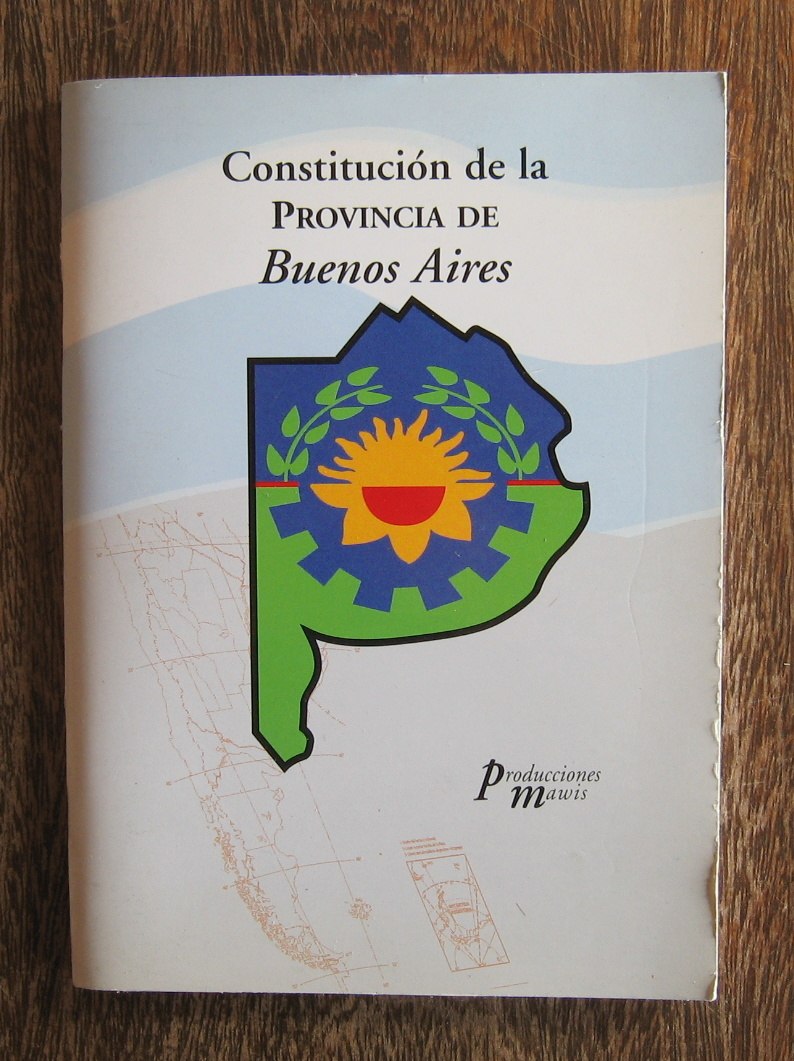 Constitución de la
PROVINCIA DE
Buenos Aires
Producciones
mawis